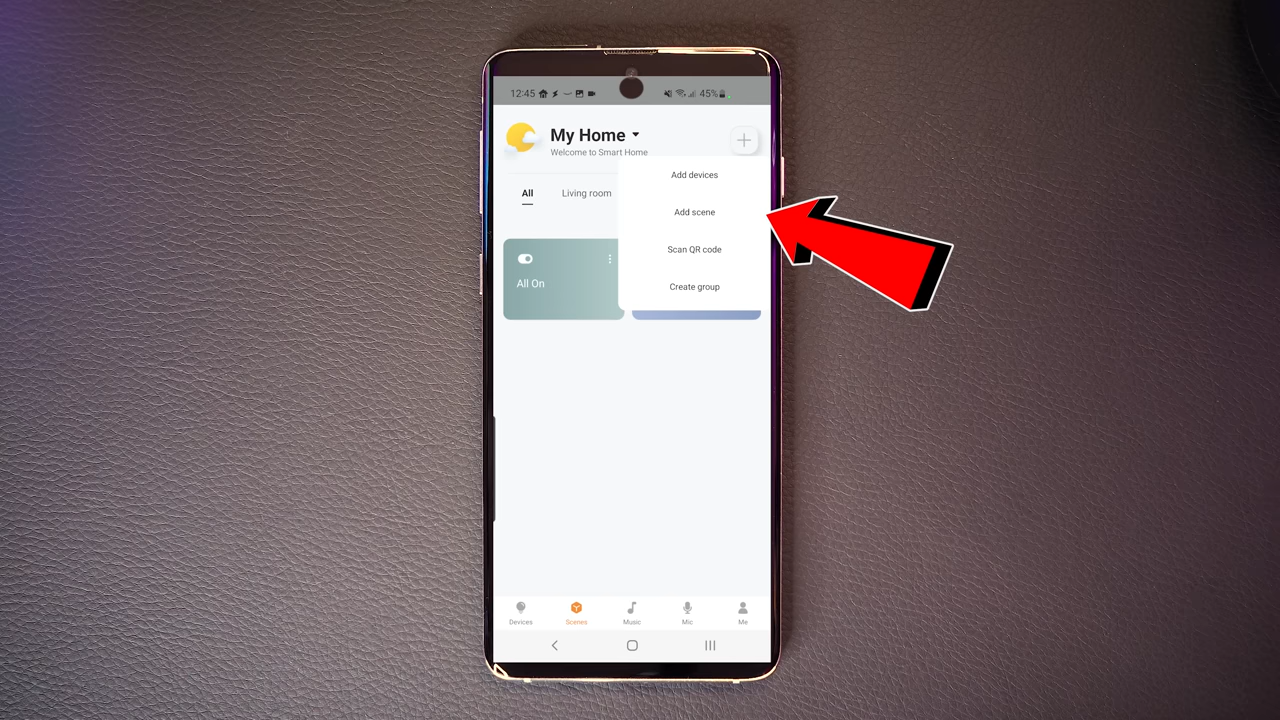 12:45
45%
My Home
Welcome to Smart Home
All
Living room
Add devices
Add scene
Scan QR code
Create group
All On
Devices
Scenes
Music
Mic
Me